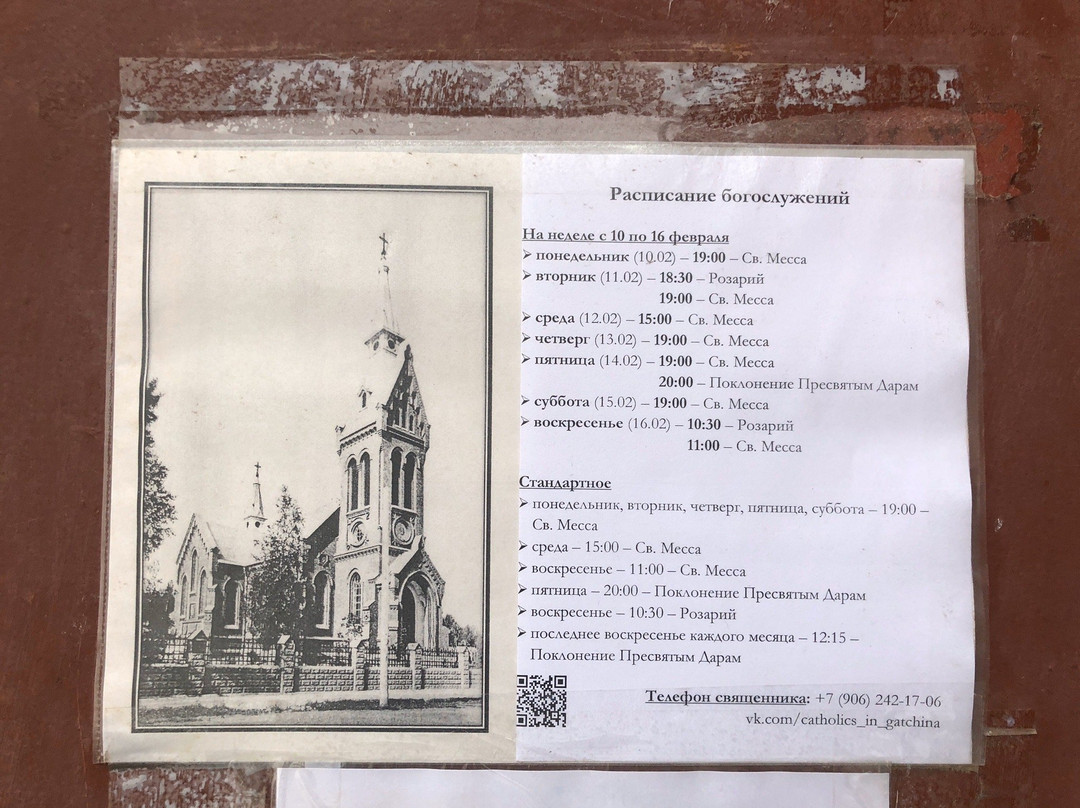 Расписание богослужений
На неделе с 10 по 16 февраля
➢ понедельник (10.02) – 19:00 – Св. Месса
➢ вторник (11.02) – 18:30 – Розарий
19:00 – Св. Месса
➢ среда (12.02) – 15:00 – Св. Месса
➢ четверг (13.02) – 19:00 – Св. Месса
➢ пятница (14.02) – 19:00 – Св. Месса
20:00 – Поклонение Пресвятым Дарам
➢ суббота (15.02) – 19:00 – Св. Месса
➢ воскресенье (16.02) – 10:30 – Розарий
11:00 – Св. Месса
Стандартное
➢ понедельник, вторник, четверг, пятница, суббота – 19:00 –
Св. Месса
➢ среда – 15:00 – Св. Месса
➢ воскресенье – 11:00 – Св. Месса
➢ пятница – 20:00 – Поклонение Пресвятым Дарам
➢ воскресенье – 10:30 – Розарий
➢ последнее воскресенье каждого месяца – 12:15 –
Поклонение Пресвятым Дарам
Телефон священника: +7 (906) 242-17-06
vk.com/catholics_in_gatchina